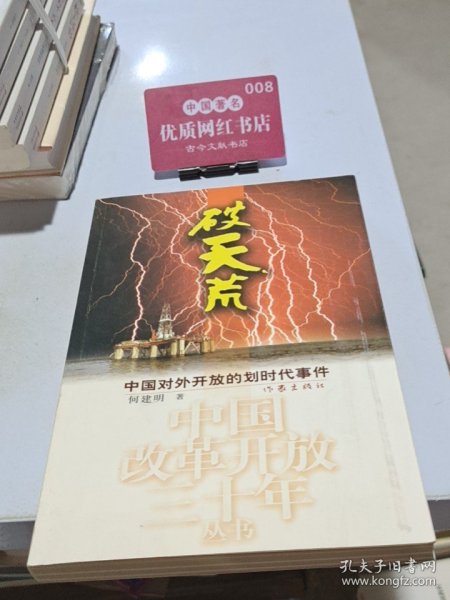 008
中国著名
优质网红书店
古今文献书店
破天荒
中国对外开放的划时代事件
作家出版社
何建明 著
中国
改革开放
三十年
丛书
孔夫子旧书网
www.kongfz.com